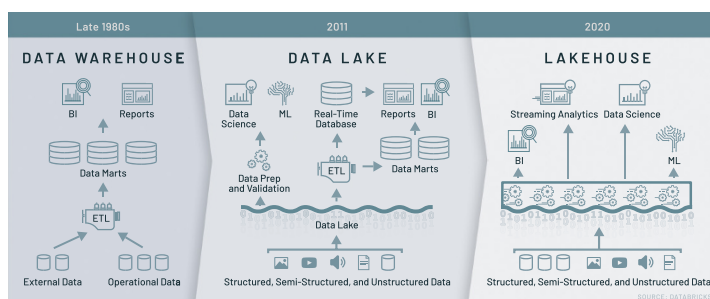 Late 1980s
DATA WAREHOUSE
BI
Reports
Data Marts
ETL
External Data
Operational Data
2011
DATA LAKE
Data
Science
ML
Real-Time
Database
Reports
BI
Data Prep
and Validation
ETL
Data Marts
Data Lake
Structured, Semi-Structured, and Unstructured Data
2020
LAKEHOUSE
Streaming Analytics
Data Science
BI
ML
Structured, Semi-Structured, and Unstructured Data
SOURCE: DATABRICKS